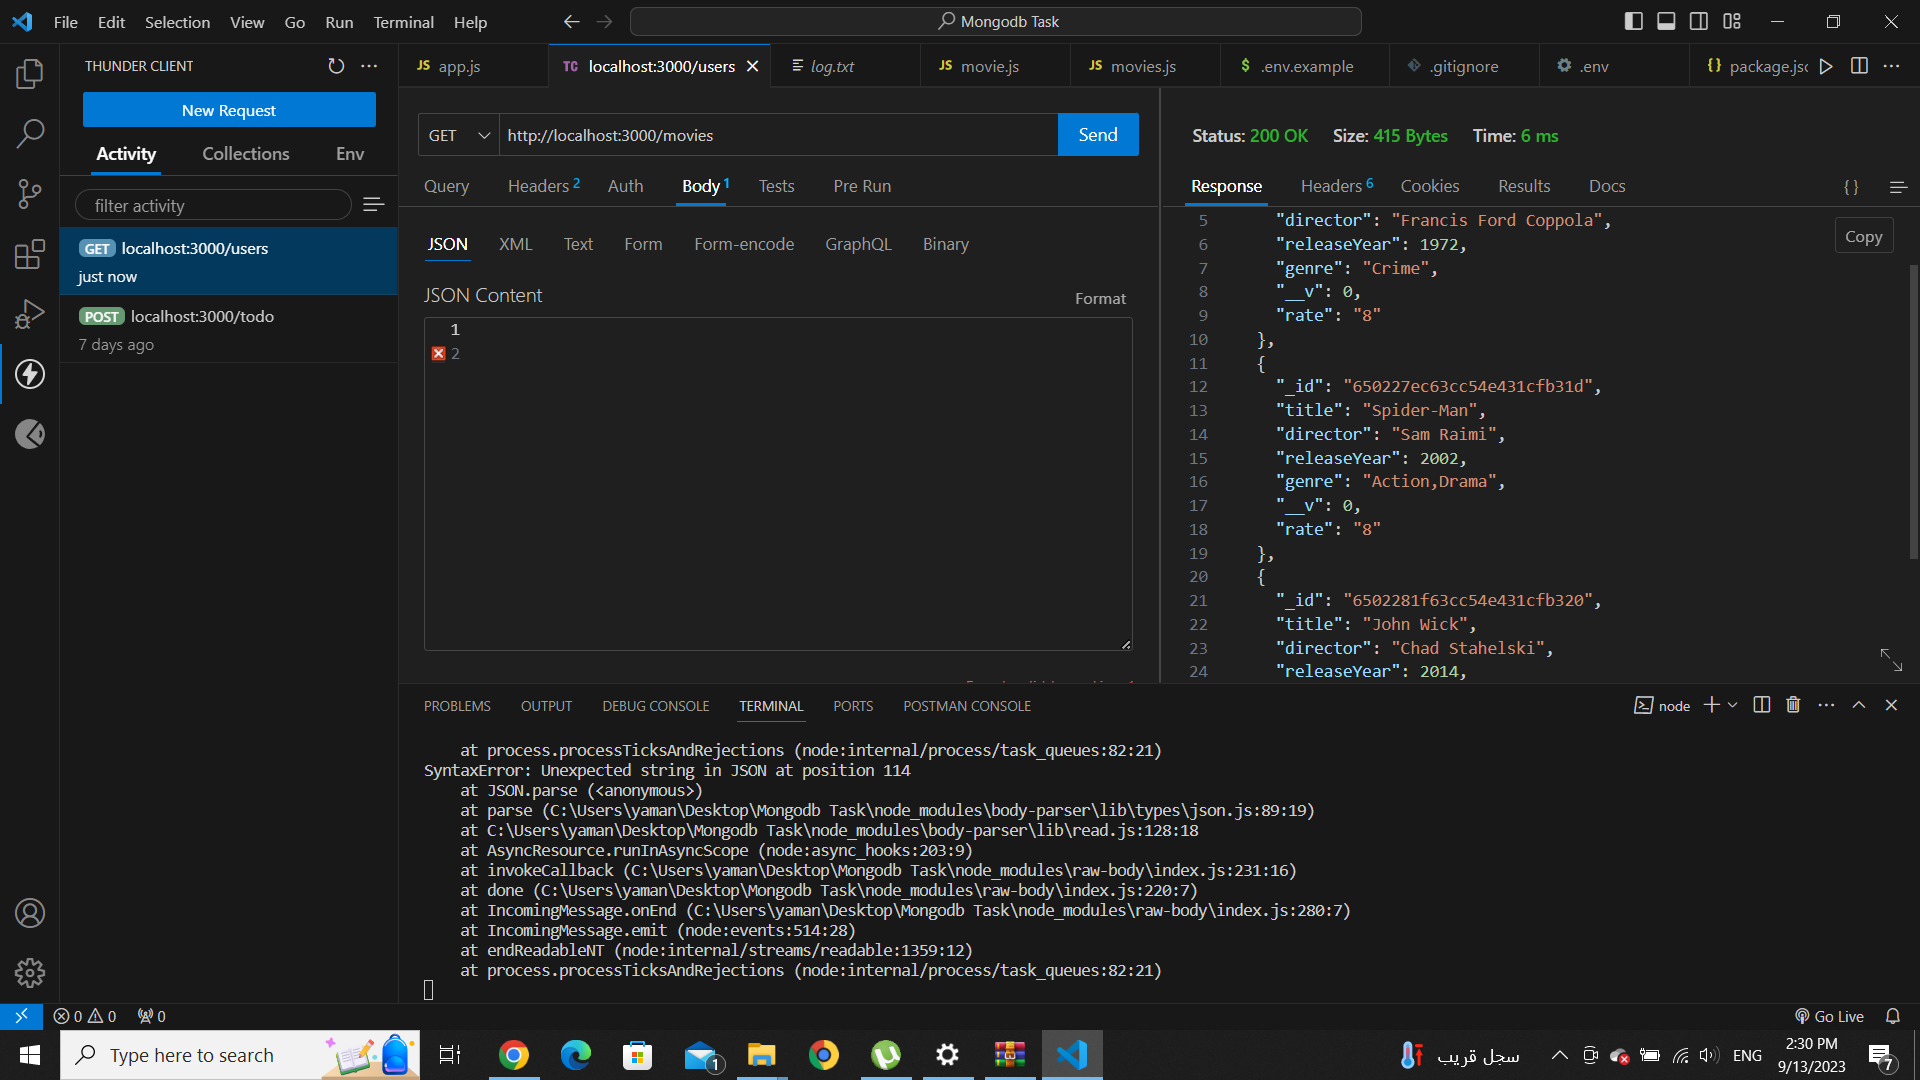 File Edit Selection View Go Run Terminal Help
Mongodb Task
THUNDER CLIENT
New Request
Activity Collections Env
filter activity
GET localhost:3000/users
just now
POST localhost:3000/todo
7 days ago
JS app.js
TC localhost:3000/users
log.txt
JS movie.js
JS movies.js
$ .env.example
.gitignore
.env
{} package.jsc
GET http://localhost:3000/movies Send
Query Headers 2 Auth Body 1 Tests Pre Run
JSON XML Text Form Form-encode GraphQL Binary
JSON Content
Format
1
2
Status: 200 OK Size: 415 Bytes Time: 6 ms
Response Headers 6 Cookies Results Docs { }
Copy
5 "director": "Francis Ford Coppola",
6 "releaseYear": 1972,
7 "genre": "Crime",
8 "__v": 0,
9 "rate": "8"
10 },
11 {
12 "_id": "650227ec63cc54e431cfb31d",
13 "title": "Spider-Man",
14 "director": "Sam Raimi",
15 "releaseYear": 2002,
16 "genre": "Action,Drama",
17 "__v": 0,
18 "rate": "8"
19 },
20 {
21 "_id": "6502281f63cc54e431cfb320",
22 "title": "John Wick",
23 "director": "Chad Stahelski",
24 "releaseYear": 2014,
PROBLEMS OUTPUT DEBUG CONSOLE TERMINAL PORTS POSTMAN CONSOLE
node
at process.processTicksAndRejections (node:internal/process/task_queues:82:21)
SyntaxError: Unexpected string in JSON at position 114
at JSON.parse (<anonymous>)
at parse (C:\Users\yaman\Desktop\Mongodb Task\node_modules\body-parser\lib\types\json.js:89:19)
at C:\Users\yaman\Desktop\Mongodb Task\node_modules\body-parser\lib\read.js:128:18
at AsyncResource.runInAsyncScope (node:async_hooks:203:9)
at invokeCallback (C:\Users\yaman\Desktop\Mongodb Task\node_modules\raw-body\index.js:231:16)
at done (C:\Users\yaman\Desktop\Mongodb Task\node_modules\raw-body\index.js:220:7)
at IncomingMessage.onEnd (C:\Users\yaman\Desktop\Mongodb Task\node_modules\raw-body\index.js:280:7)
at IncomingMessage.emit (node:events:514:28)
at endReadableNT (node:internal/streams/readable:1359:12)
at process.processTicksAndRejections (node:internal/process/task_queues:82:21)
0 0 0
Go Live
Type here to search
1
سجل قريب
ENG
2:30 PM
9/13/2023
7